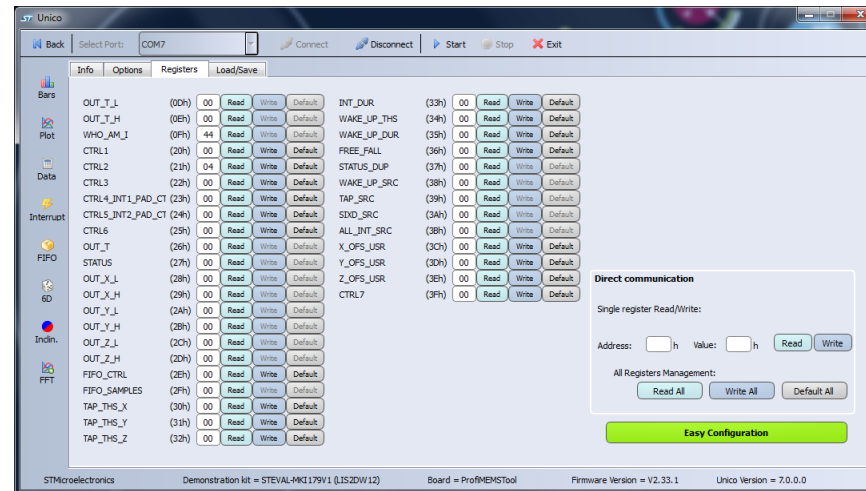 ST Unico
Back Select Port: COM7 Connect Disconnect Start Stop Exit
Info Options Registers Load/Save
Bars
Plot
Data
Interrupt
FIFO
6D
Inclin.
FFT
OUT_T_L (0Dh) 00 Read Write Default
OUT_T_H (0Eh) 00 Read Write Default
WHO_AM_I (0Fh) 44 Read Write Default
CTRL1 (20h) 00 Read Write Default
CTRL2 (21h) 04 Read Write Default
CTRL3 (22h) 00 Read Write Default
CTRL4_INT1_PAD_CT (23h) 00 Read Write Default
CTRL5_INT2_PAD_CT (24h) 00 Read Write Default
CTRL6 (25h) 00 Read Write Default
OUT_T (26h) 00 Read Write Default
STATUS (27h) 00 Read Write Default
OUT_X_L (28h) 00 Read Write Default
OUT_X_H (29h) 00 Read Write Default
OUT_Y_L (2Ah) 00 Read Write Default
OUT_Y_H (2Bh) 00 Read Write Default
OUT_Z_L (2Ch) 00 Read Write Default
OUT_Z_H (2Dh) 00 Read Write Default
FIFO_CTRL (2Eh) 00 Read Write Default
FIFO_SAMPLES (2Fh) 00 Read Write Default
TAP_THS_X (30h) 00 Read Write Default
TAP_THS_Y (31h) 00 Read Write Default
TAP_THS_Z (32h) 00 Read Write Default
INT_DUR (33h) 00 Read Write Default
WAKE_UP_THS (34h) 00 Read Write Default
WAKE_UP_DUR (35h) 00 Read Write Default
FREE_FALL (36h) 00 Read Write Default
STATUS_DUP (37h) 00 Read Write Default
WAKE_UP_SRC (38h) 00 Read Write Default
TAP_SRC (39h) 00 Read Write Default
SIXD_SRC (3Ah) 00 Read Write Default
ALL_INT_SRC (3Bh) 00 Read Write Default
X_OFS_USR (3Ch) 00 Read Write Default
Y_OFS_USR (3Dh) 00 Read Write Default
Z_OFS_USR (3Eh) 00 Read Write Default
CTRL7 (3Fh) 00 Read Write Default
Direct communication
Single register Read/Write:
Address: h Value: h Read Write
All Registers Management:
Read All Write All Default All
Easy Configuration
STMicroelectronics Demonstration kit = STEVAL-MKI179V1 (LIS2DW12) Board = ProfiMEMSTool Firmware Version = V2.33.1 Unico Version = 7.0.0.0